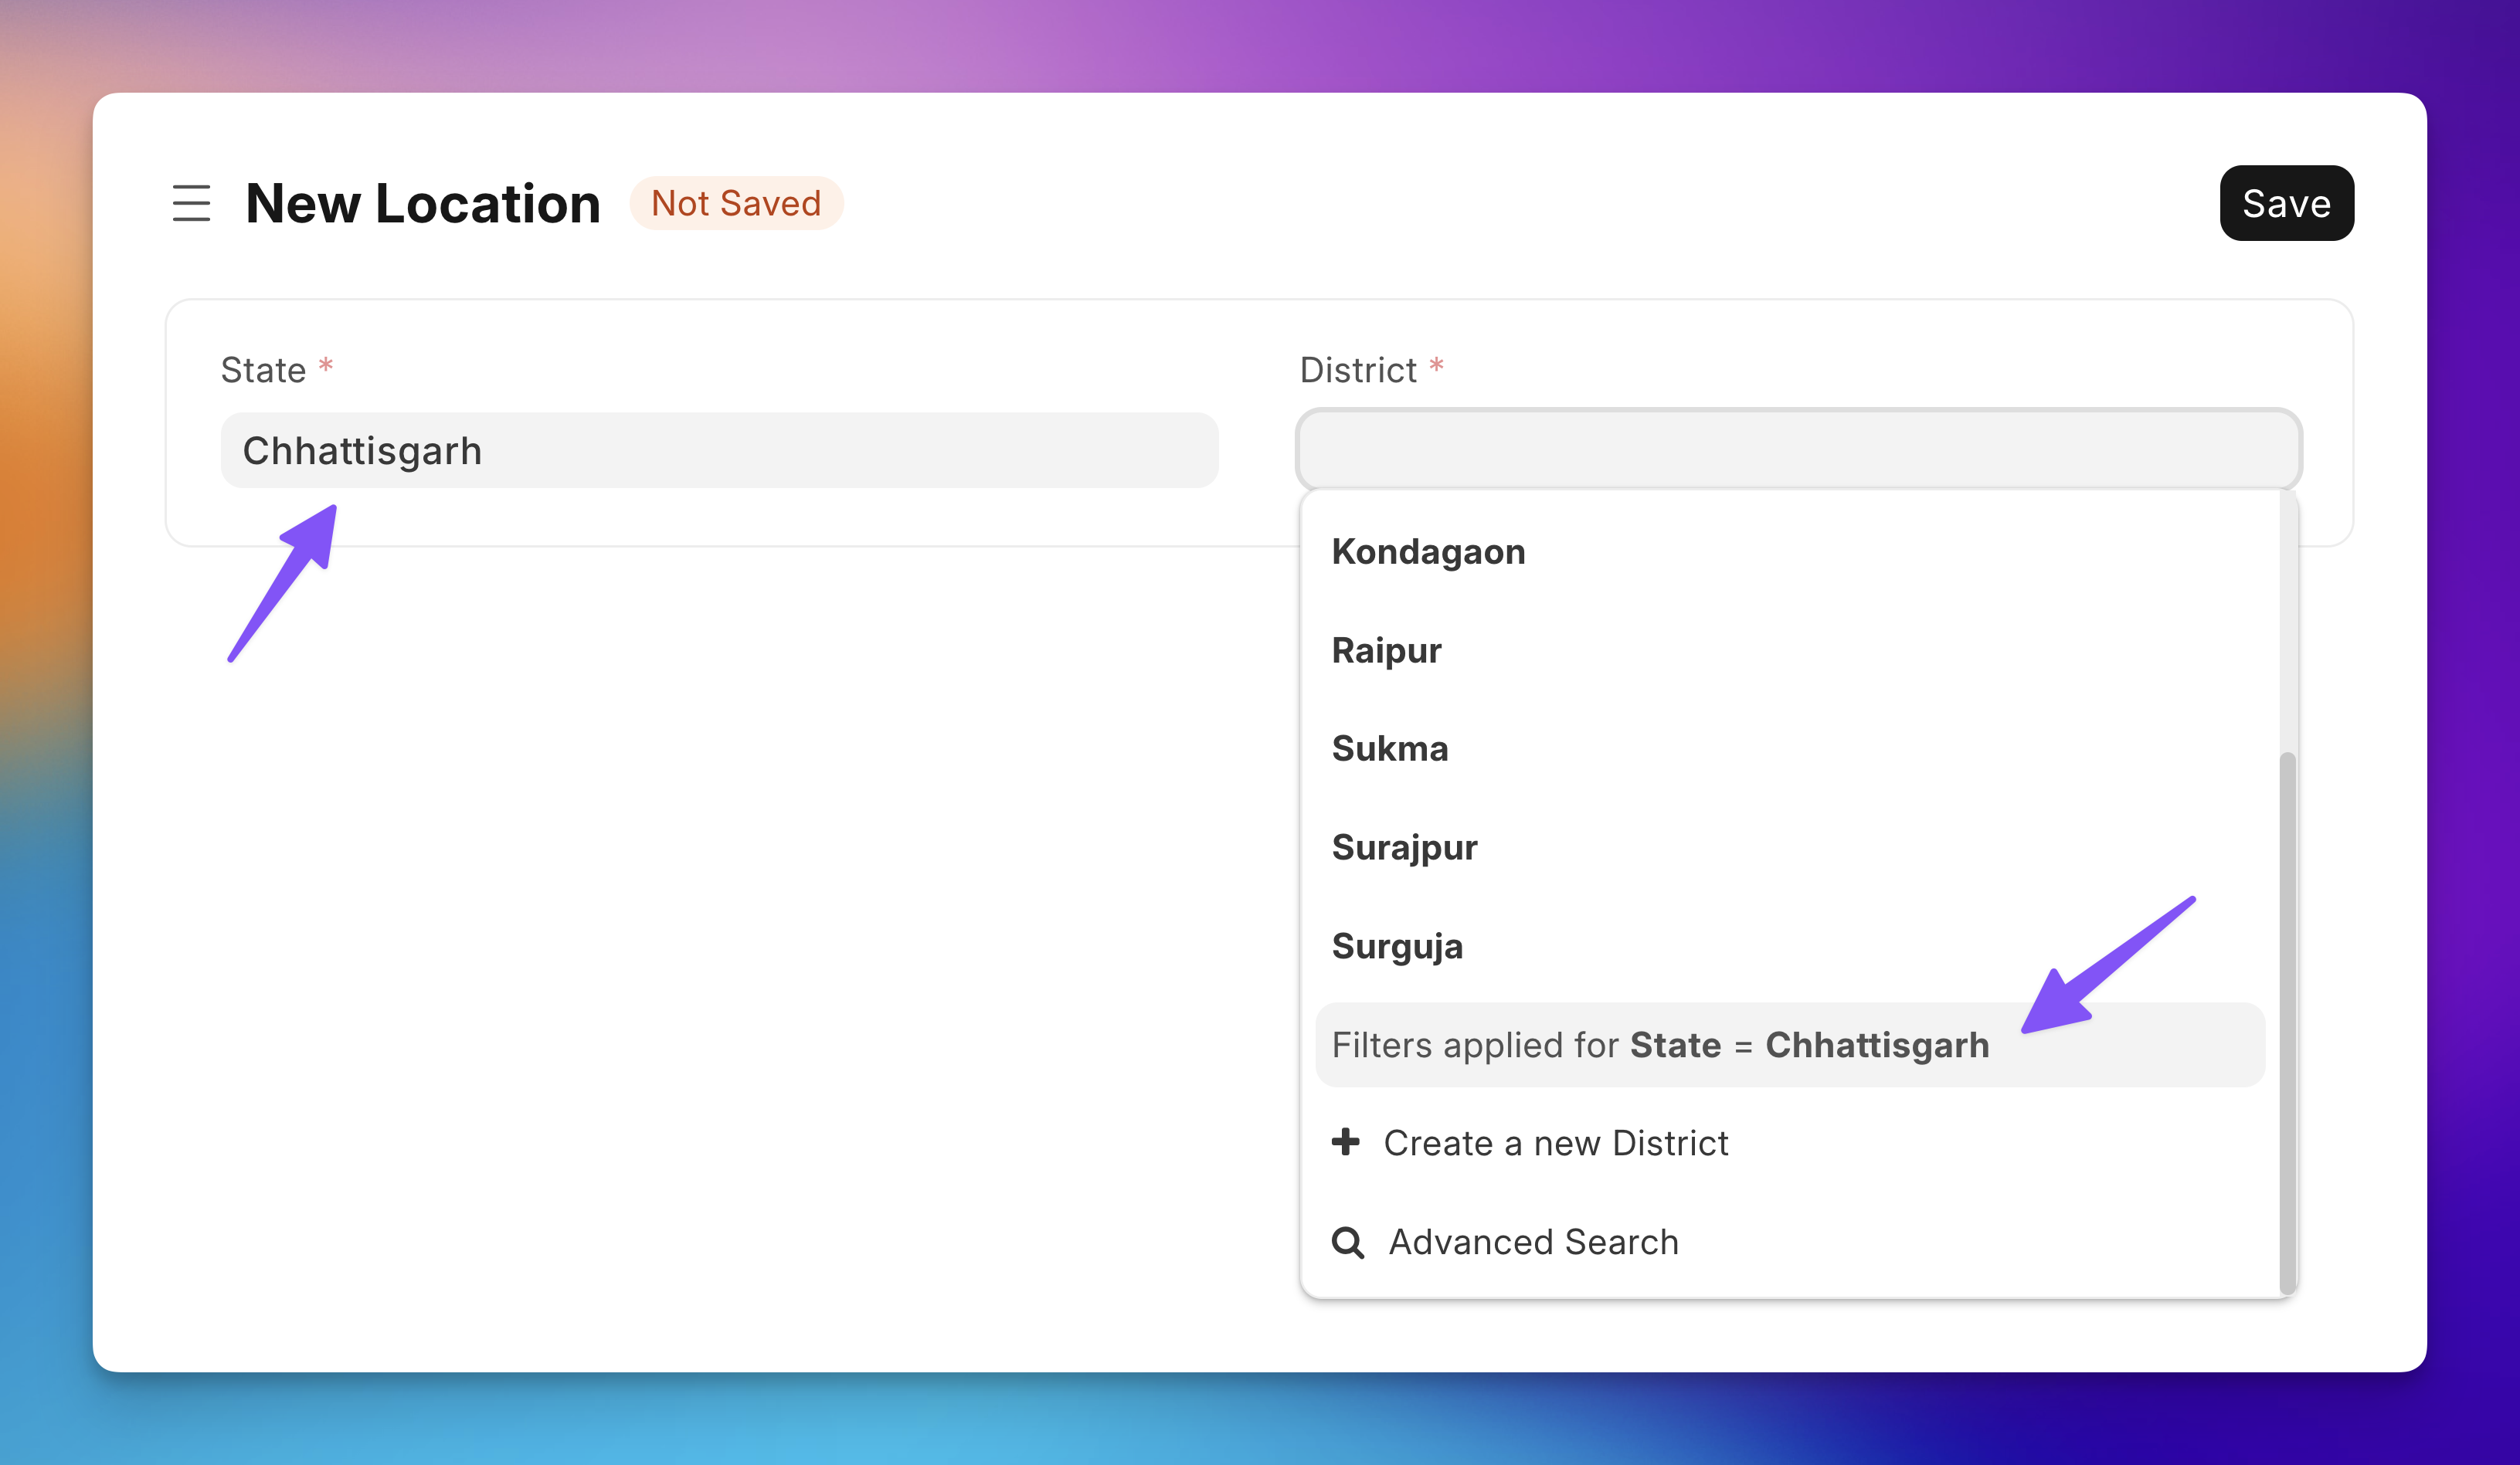 New Location
Not Saved
Save
State *
District *
Chhattisgarh
Kondagaon
Raipur
Sukma
Surajpur
Surguja
Filters applied for State = Chhattisgarh
Create a new District
Advanced Search